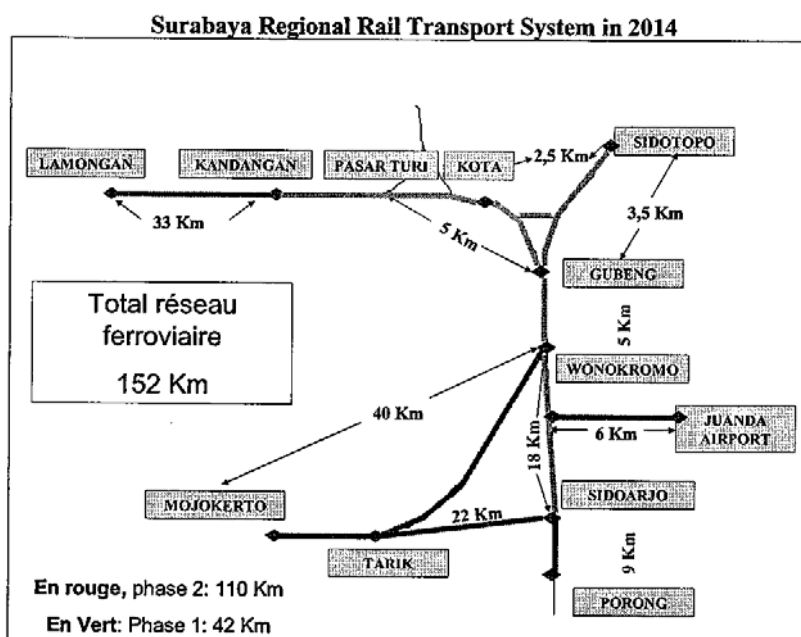 Surabaya Regional Rail Transport System in 2014
SIDOTOPO
LAMONGAN
KANDANGAN
PASAR TURI
KOTA
2,5 Km
33 Km
5 Km
3,5 Km
GUBENG
Total réseau
ferroviaire
152 Km
5 Km
WONOKROMO
40 Km
18 Km
6 Km
JUANDA
AIRPORT
MOJOKERTO
SIDOARJO
22 Km
TARIK
9 Km
PORONG
En rouge, phase 2: 110 Km
En Vert: Phase 1: 42 Km